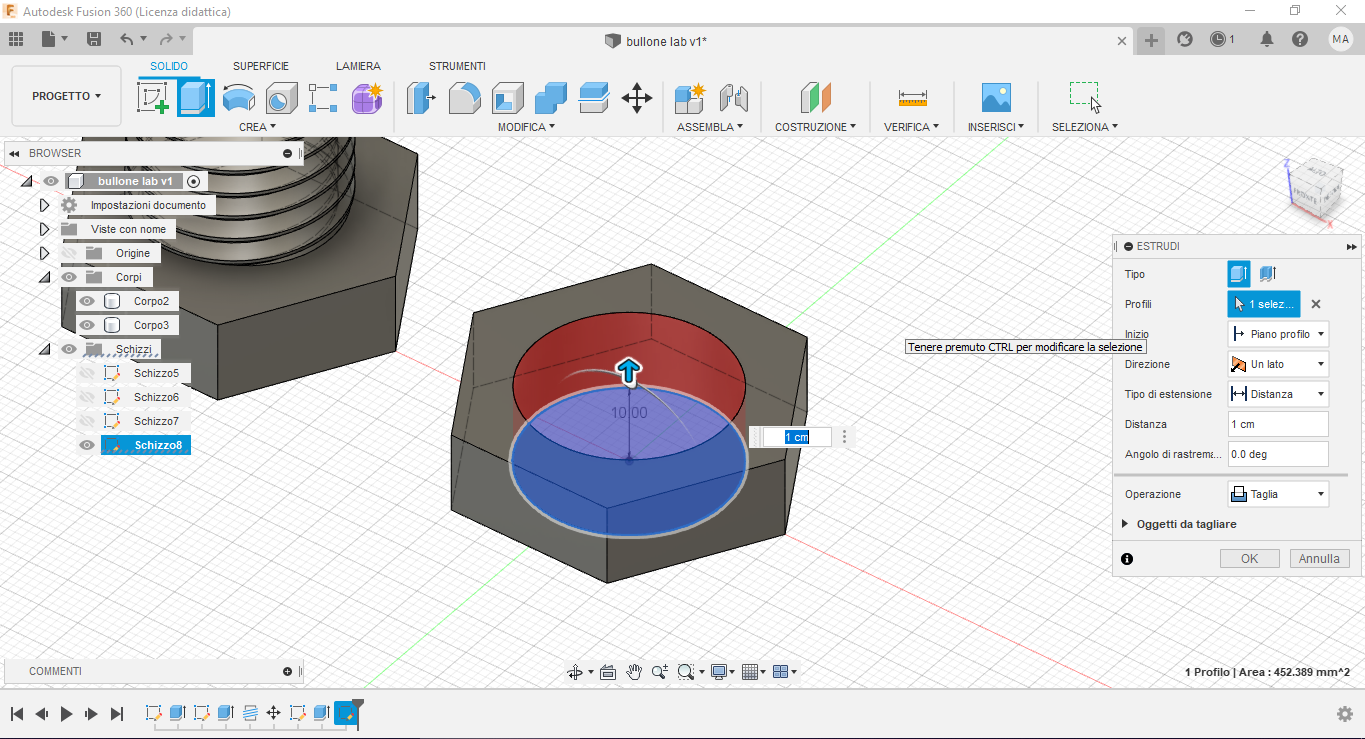 Autodesk Fusion 360 (Licenza didattica)
bullone lab v1*
1
MA
PROGETTO
SOLIDO
SUPERFICIE
LAMIERA
STRUMENTI
CREA
MODIFICA
ASSEMBLA
COSTRUZIONE
VERIFICA
INSERISCI
SELEZIONA
BROWSER
bullone lab v1
Impostazioni documento
Viste con nome
Origine
Corpi
Corpo2
Corpo3
Schizzi
Schizzo5
Schizzo6
Schizzo7
Schizzo8
10.00
1 cm
Z
X
Tenere premuto CTRL per modificare la selezione
ESTRUDI
Tipo
Profili
1 selez...
Inizio
Piano profilo
Direzione
Un lato
Tipo di estensione
Distanza
Distanza
1 cm
Angolo di rastrema...
0.0 deg
Operazione
Taglia
Oggetti da tagliare
OK
Annulla
COMMENTI
1 Profilo | Area : 452.389 mm^2